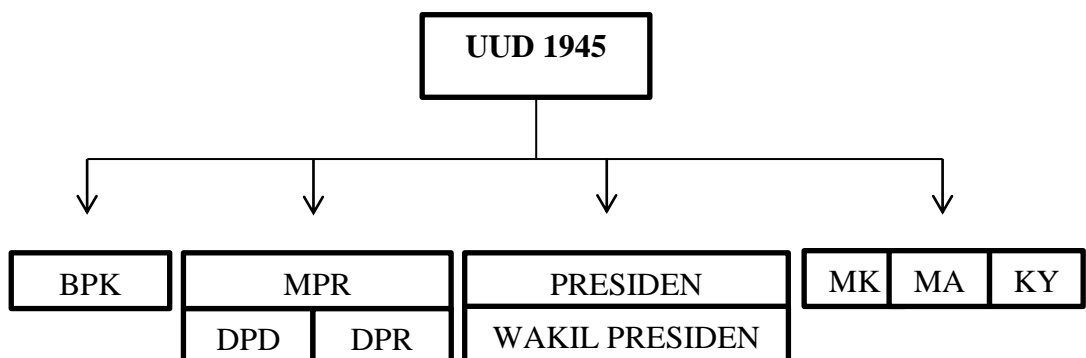 UUD 1945
BPK MPR PRESIDEN MK MA KY
DPD DPR WAKIL PRESIDEN